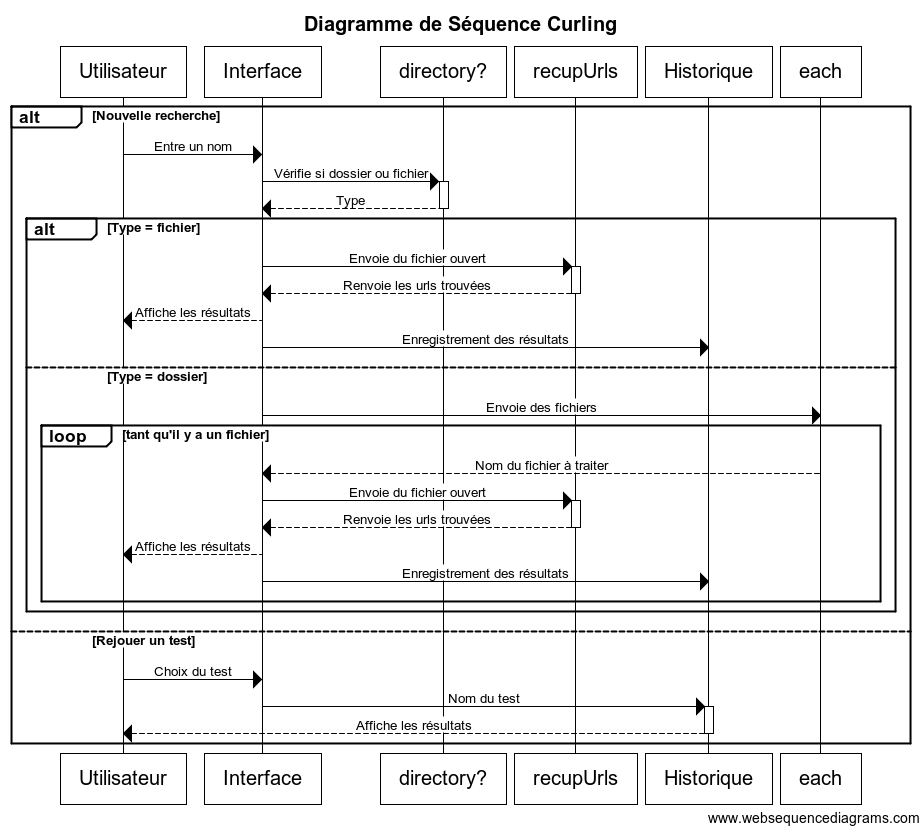 Diagramme de Séquence Curling
Utilisateur Interface directory? recupUrls Historique each
alt [Nouvelle recherche]
Entre un nom
Vérifie si dossier ou fichier
Type
alt [Type = fichier]
Envoie du fichier ouvert
Renvoie les urls trouvées
Affiche les résultats
Enregistrement des résultats
[Type = dossier]
Envoie des fichiers
loop [tant qu'il y a un fichier]
Nom du fichier à traiter
Envoie du fichier ouvert
Renvoie les urls trouvées
Affiche les résultats
Enregistrement des résultats
[Rejouer un test]
Choix du test
Nom du test
Affiche les résultats
Utilisateur Interface directory? recupUrls Historique each
www.websequencediagrams.com